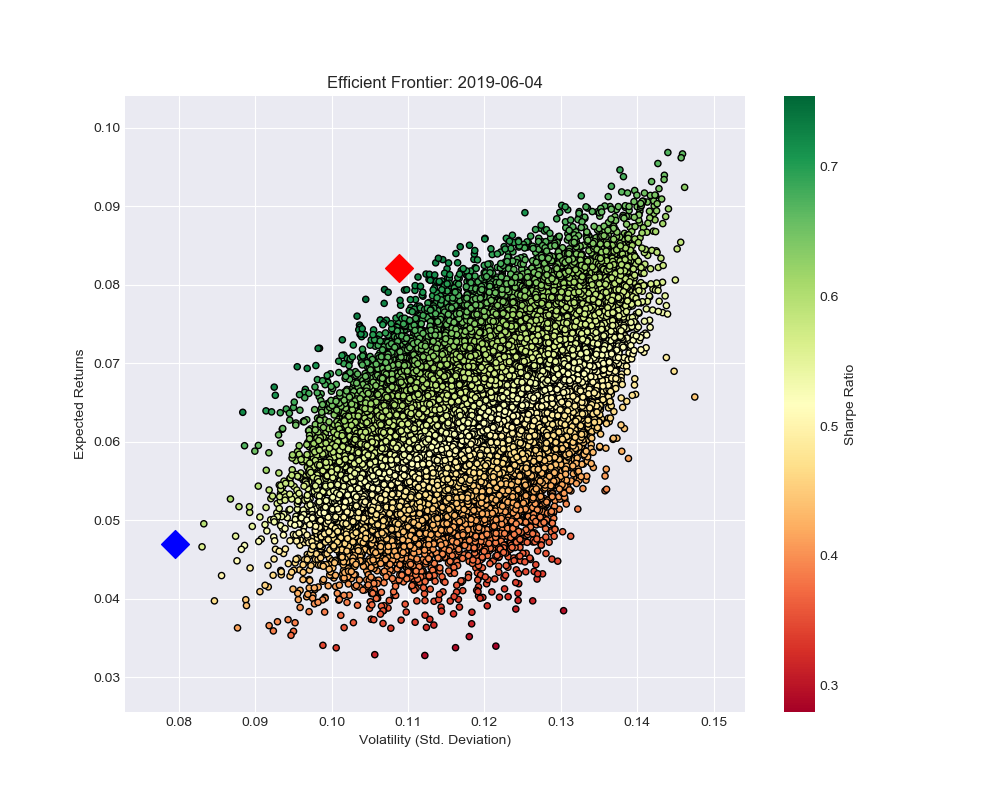 Efficient Frontier: 2019-06-04
0.10
0.09
0.08
0.07
0.06
0.05
0.04
0.03
Expected Returns
0.08 0.09 0.10 0.11 0.12 0.13 0.14 0.15
Volatility (Std. Deviation)
0.7
0.6
0.5
0.4
0.3
Sharpe Ratio